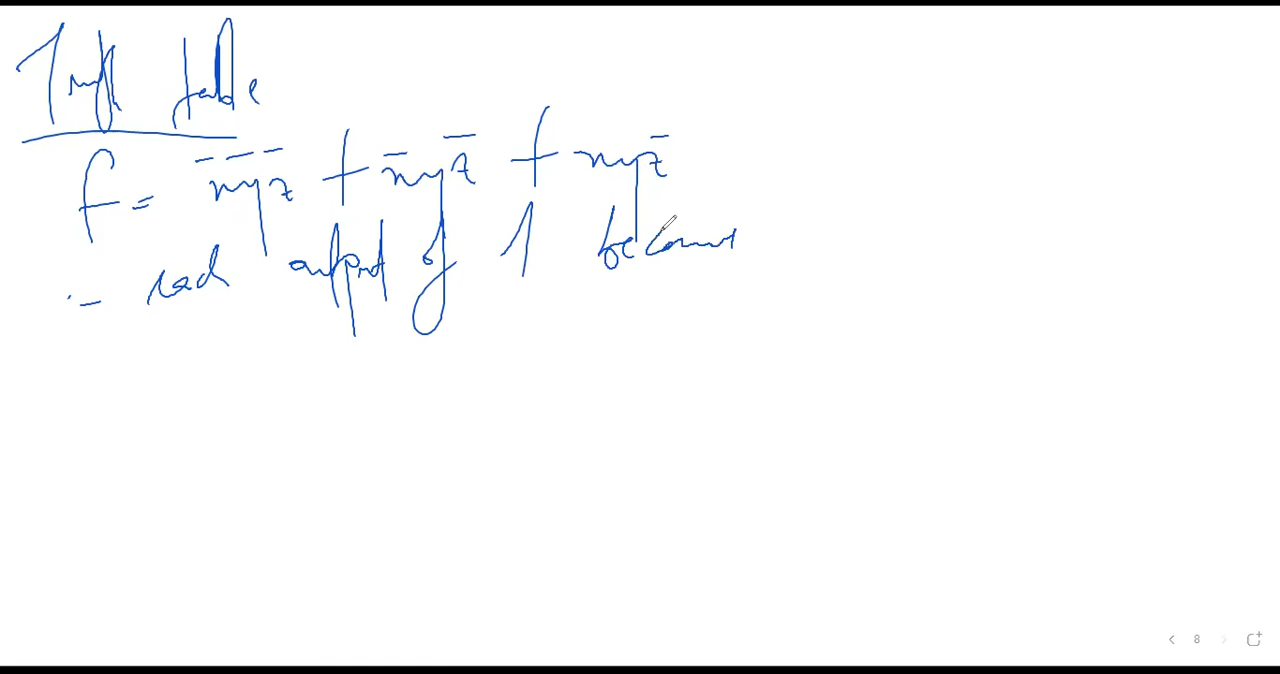 Truth table
f = x̄ȳz̄ + x̄yz̄ + xyz̄
:- each output of 1 becomes
8